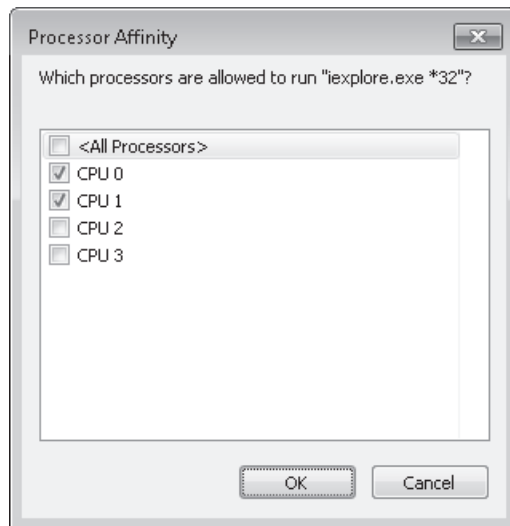 Processor Affinity
Which processors are allowed to run "iexplore.exe *32"?
<All Processors>
CPU 0
CPU 1
CPU 2
CPU 3
OK
Cancel